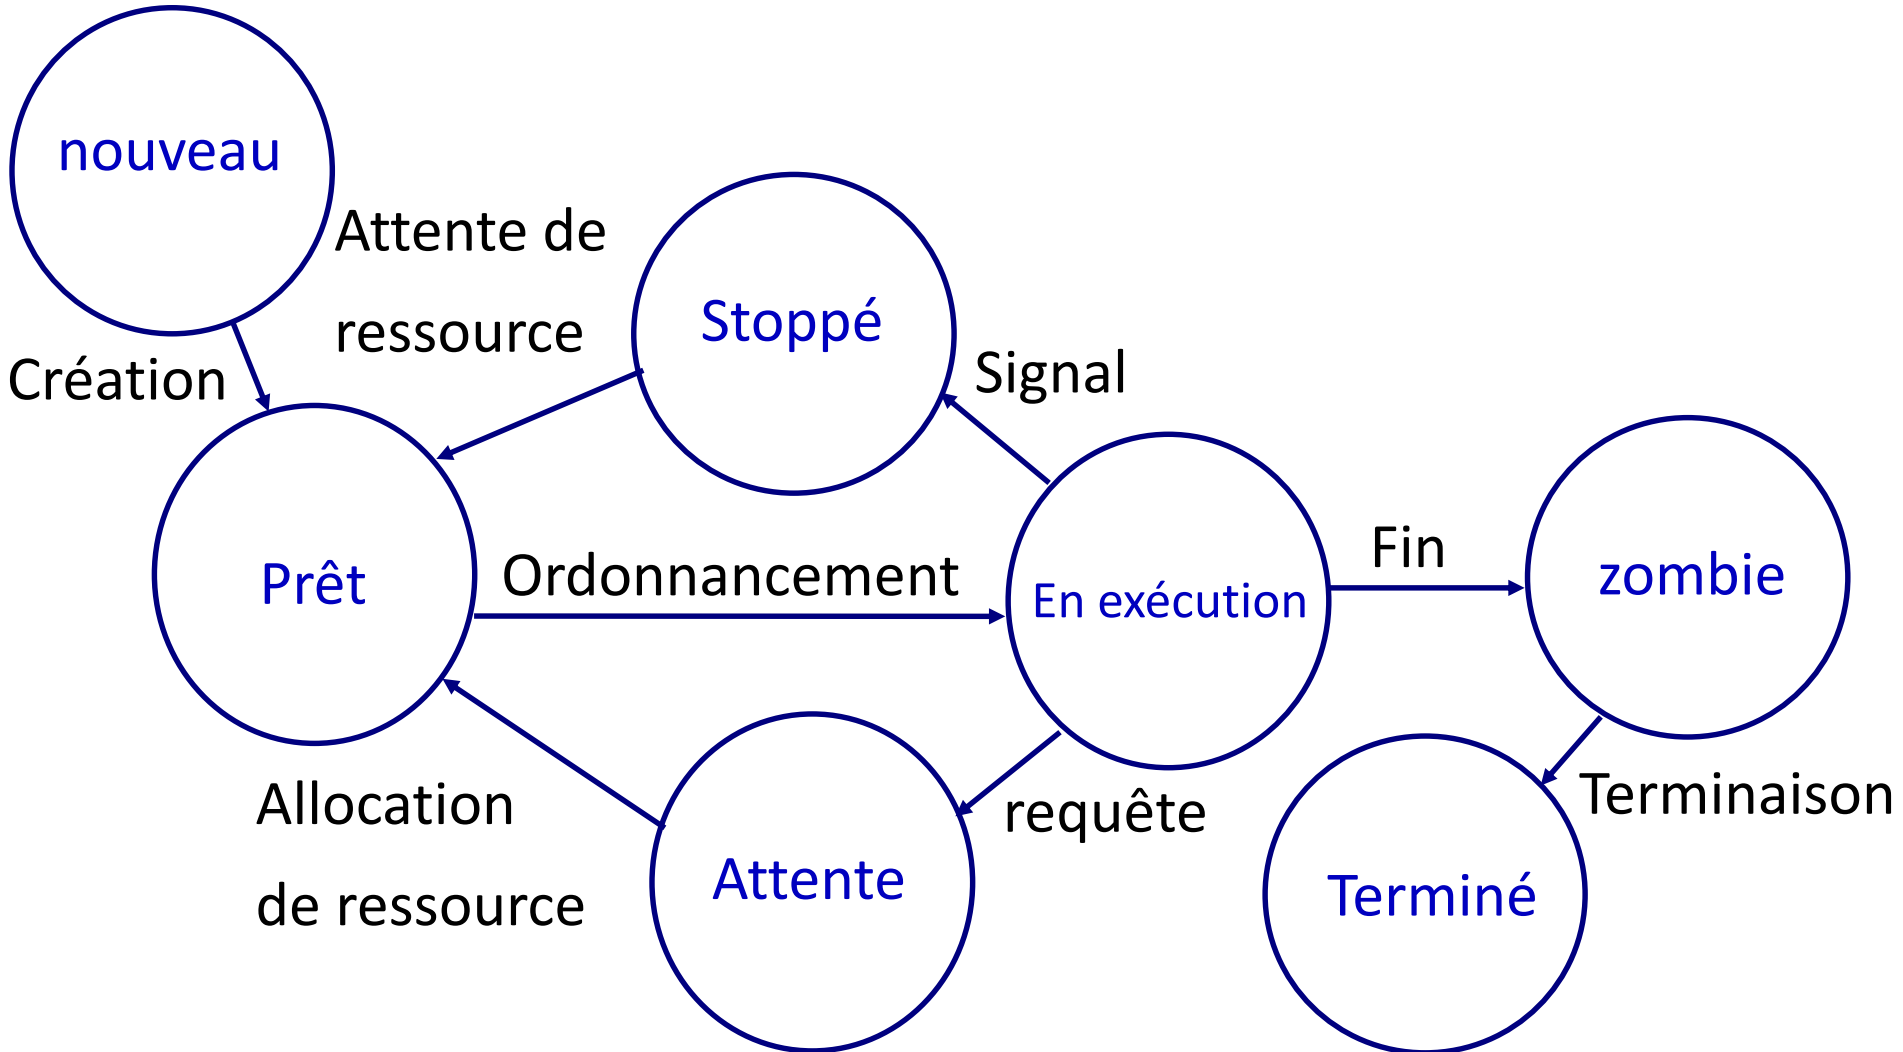 nouveau
Attente de
ressource
Stoppé
Création
Signal
Prêt
Ordonnancement
En exécution
Fin
zombie
Allocation
de ressource
Attente
requête
Terminaison
Terminé